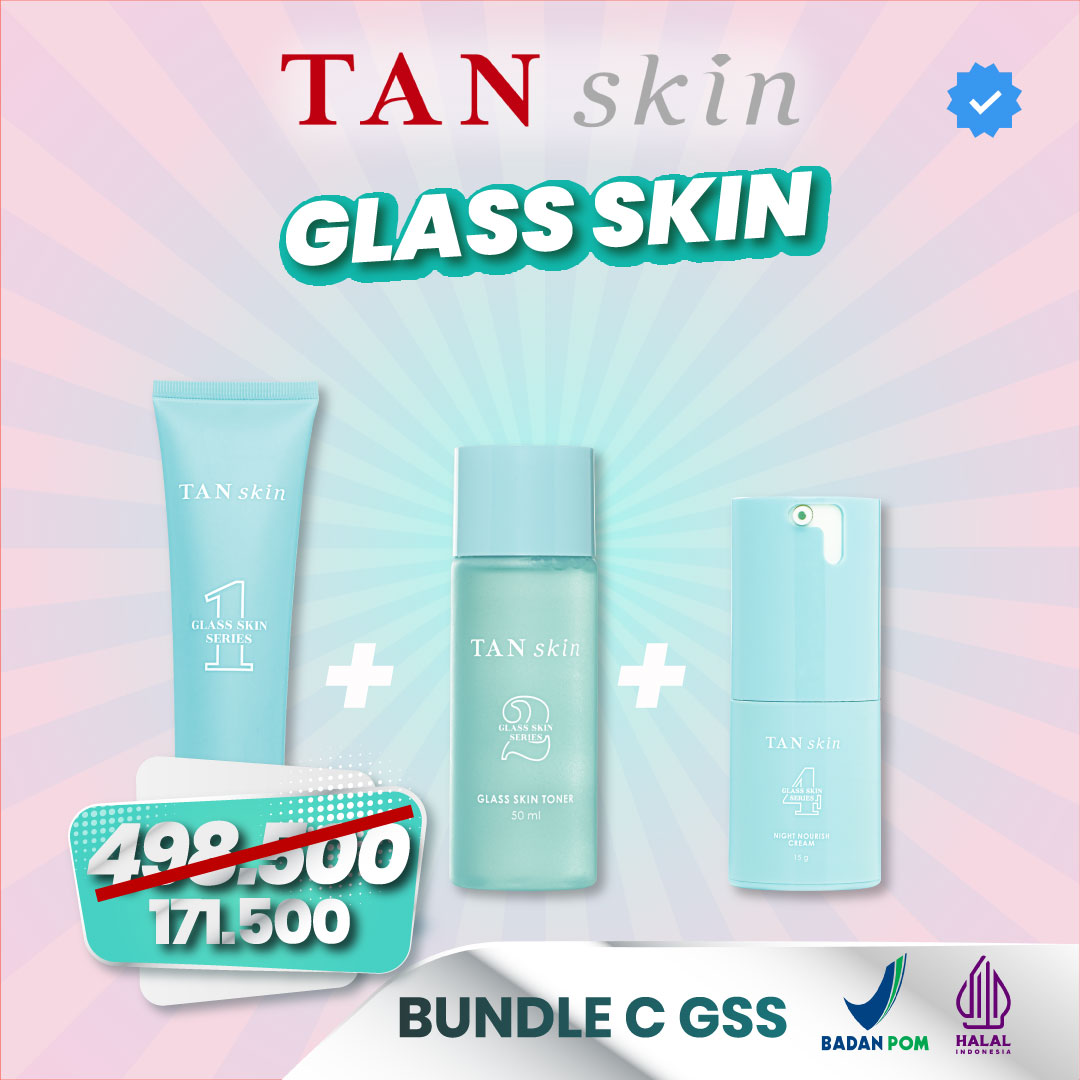 TAN skin
GLASS SKIN
TAN skin
1
GLASS SKIN
SERIES
+
TAN skin
2
GLASS SKIN
SERIES
GLASS SKIN TONER
50 ml
+
TAN skin
4
GLASS SKIN
SERIES
NIGHT NOURISH
CREAM
15 g
498.500
171.500
BUNDLE C GSS
BADAN POM
HALAL
INDONESIA